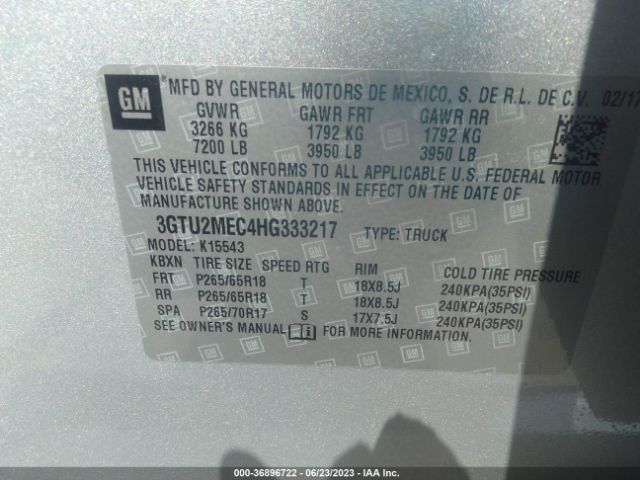 GM ® MFD BY GENERAL MOTORS DE MEXICO, S. DE R.L. DE C.V. 02/17
GVWR GAWR FRT GAWR RR
3266 KG 1792 KG 1792 KG
7200 LB 3950 LB 3950 LB
THIS VEHICLE CONFORMS TO ALL APPLICABLE U.S. FEDERAL MOTOR
VEHICLE SAFETY STANDARDS IN EFFECT ON THE DATE OF
MANUFACTURE SHOWN ABOVE.
3GTU2MEC4HG333217 TYPE: TRUCK
MODEL: K15543
KBXN TIRE SIZE SPEED RTG RIM COLD TIRE PRESSURE
FRT P265/65R18 T 18X8.5J 240KPA(35PSI)
RR P265/65R18 T 18X8.5J 240KPA(35PSI)
SPA P265/70R17 S 17X7.5J 240KPA(35PSI)
SEE OWNER'S MANUAL i FOR MORE INFORMATION.
000-36896722 - 06/23/2023 - IAA Inc.